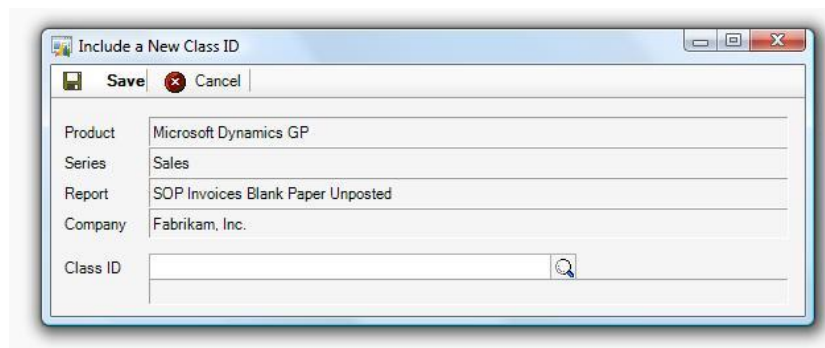 Include a New Class ID
Save Cancel
Product Microsoft Dynamics GP
Series Sales
Report SOP Invoices Blank Paper Unposted
Company Fabrikam, Inc.
Class ID